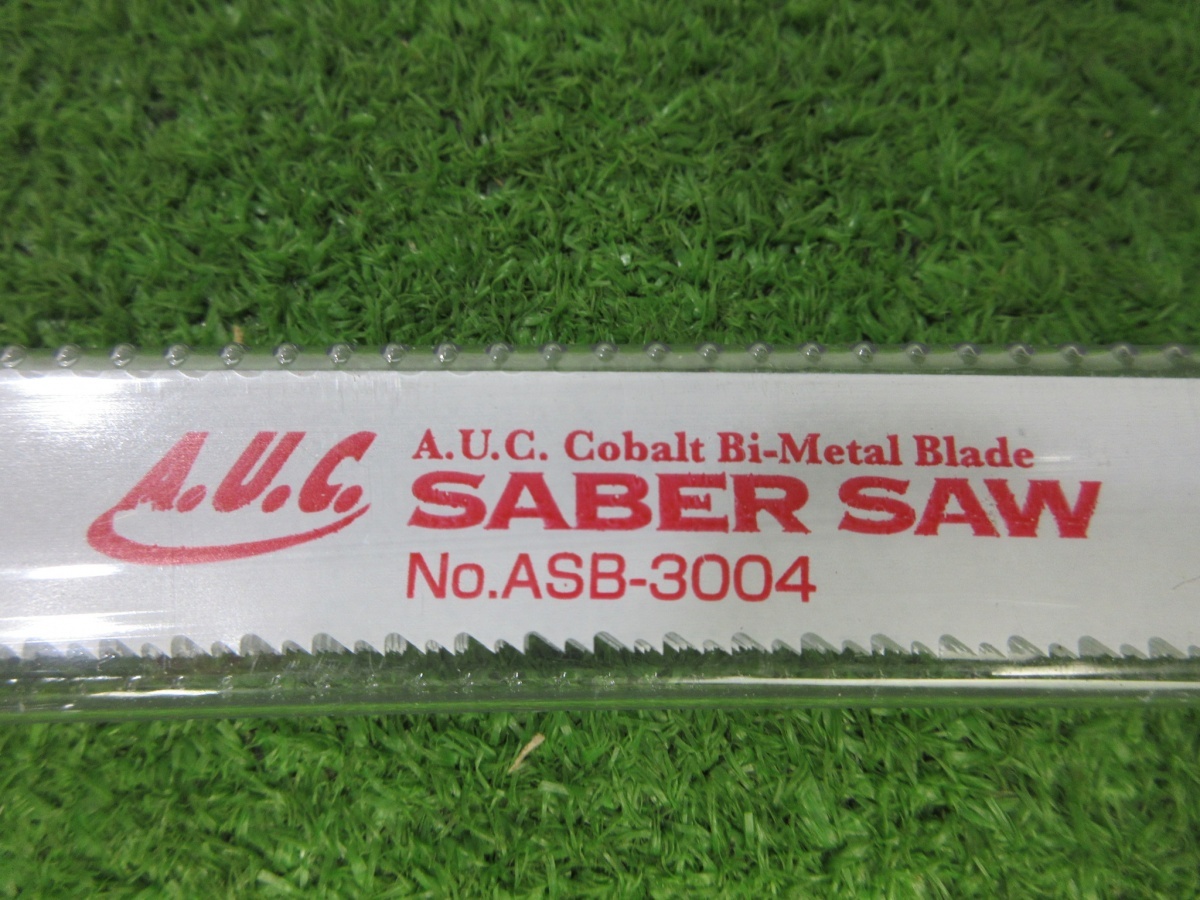 A.U.C.
A.U.C. Cobalt Bi-Metal Blade
SABER SAW
No.ASB-3004